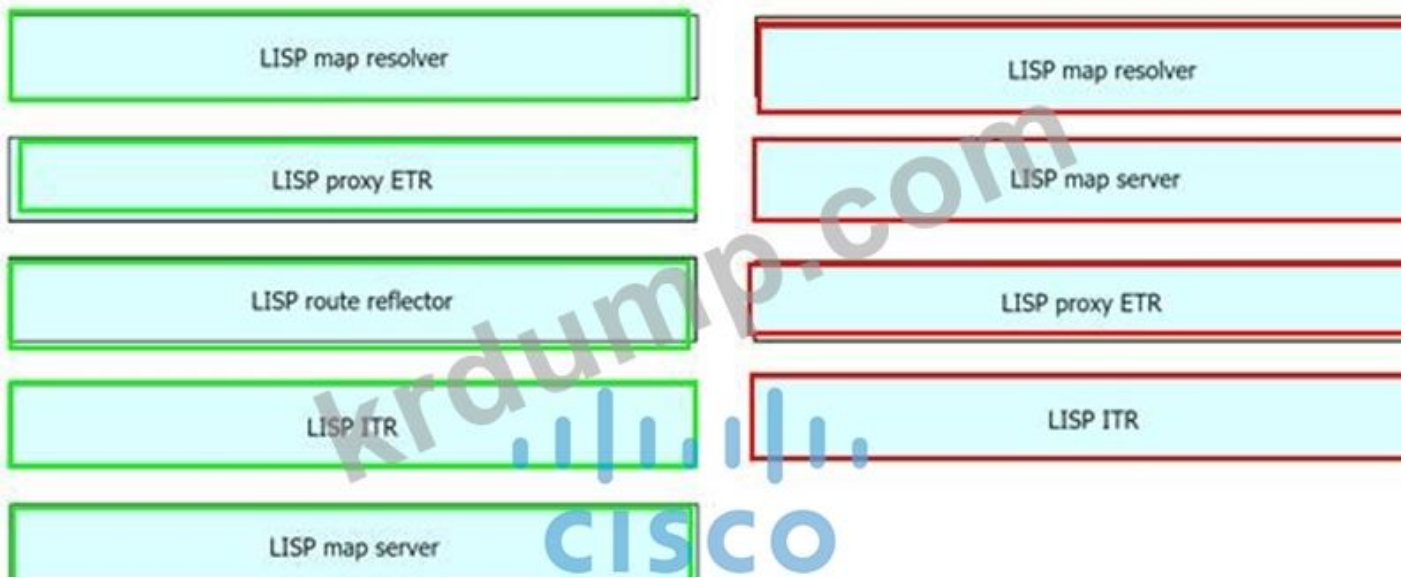 LISP map resolver
LISP proxy ETR
LISP route reflector
LISP ITR
LISP map server
LISP map resolver
LISP map server
LISP proxy ETR
LISP ITR
krdump.com
CISCO